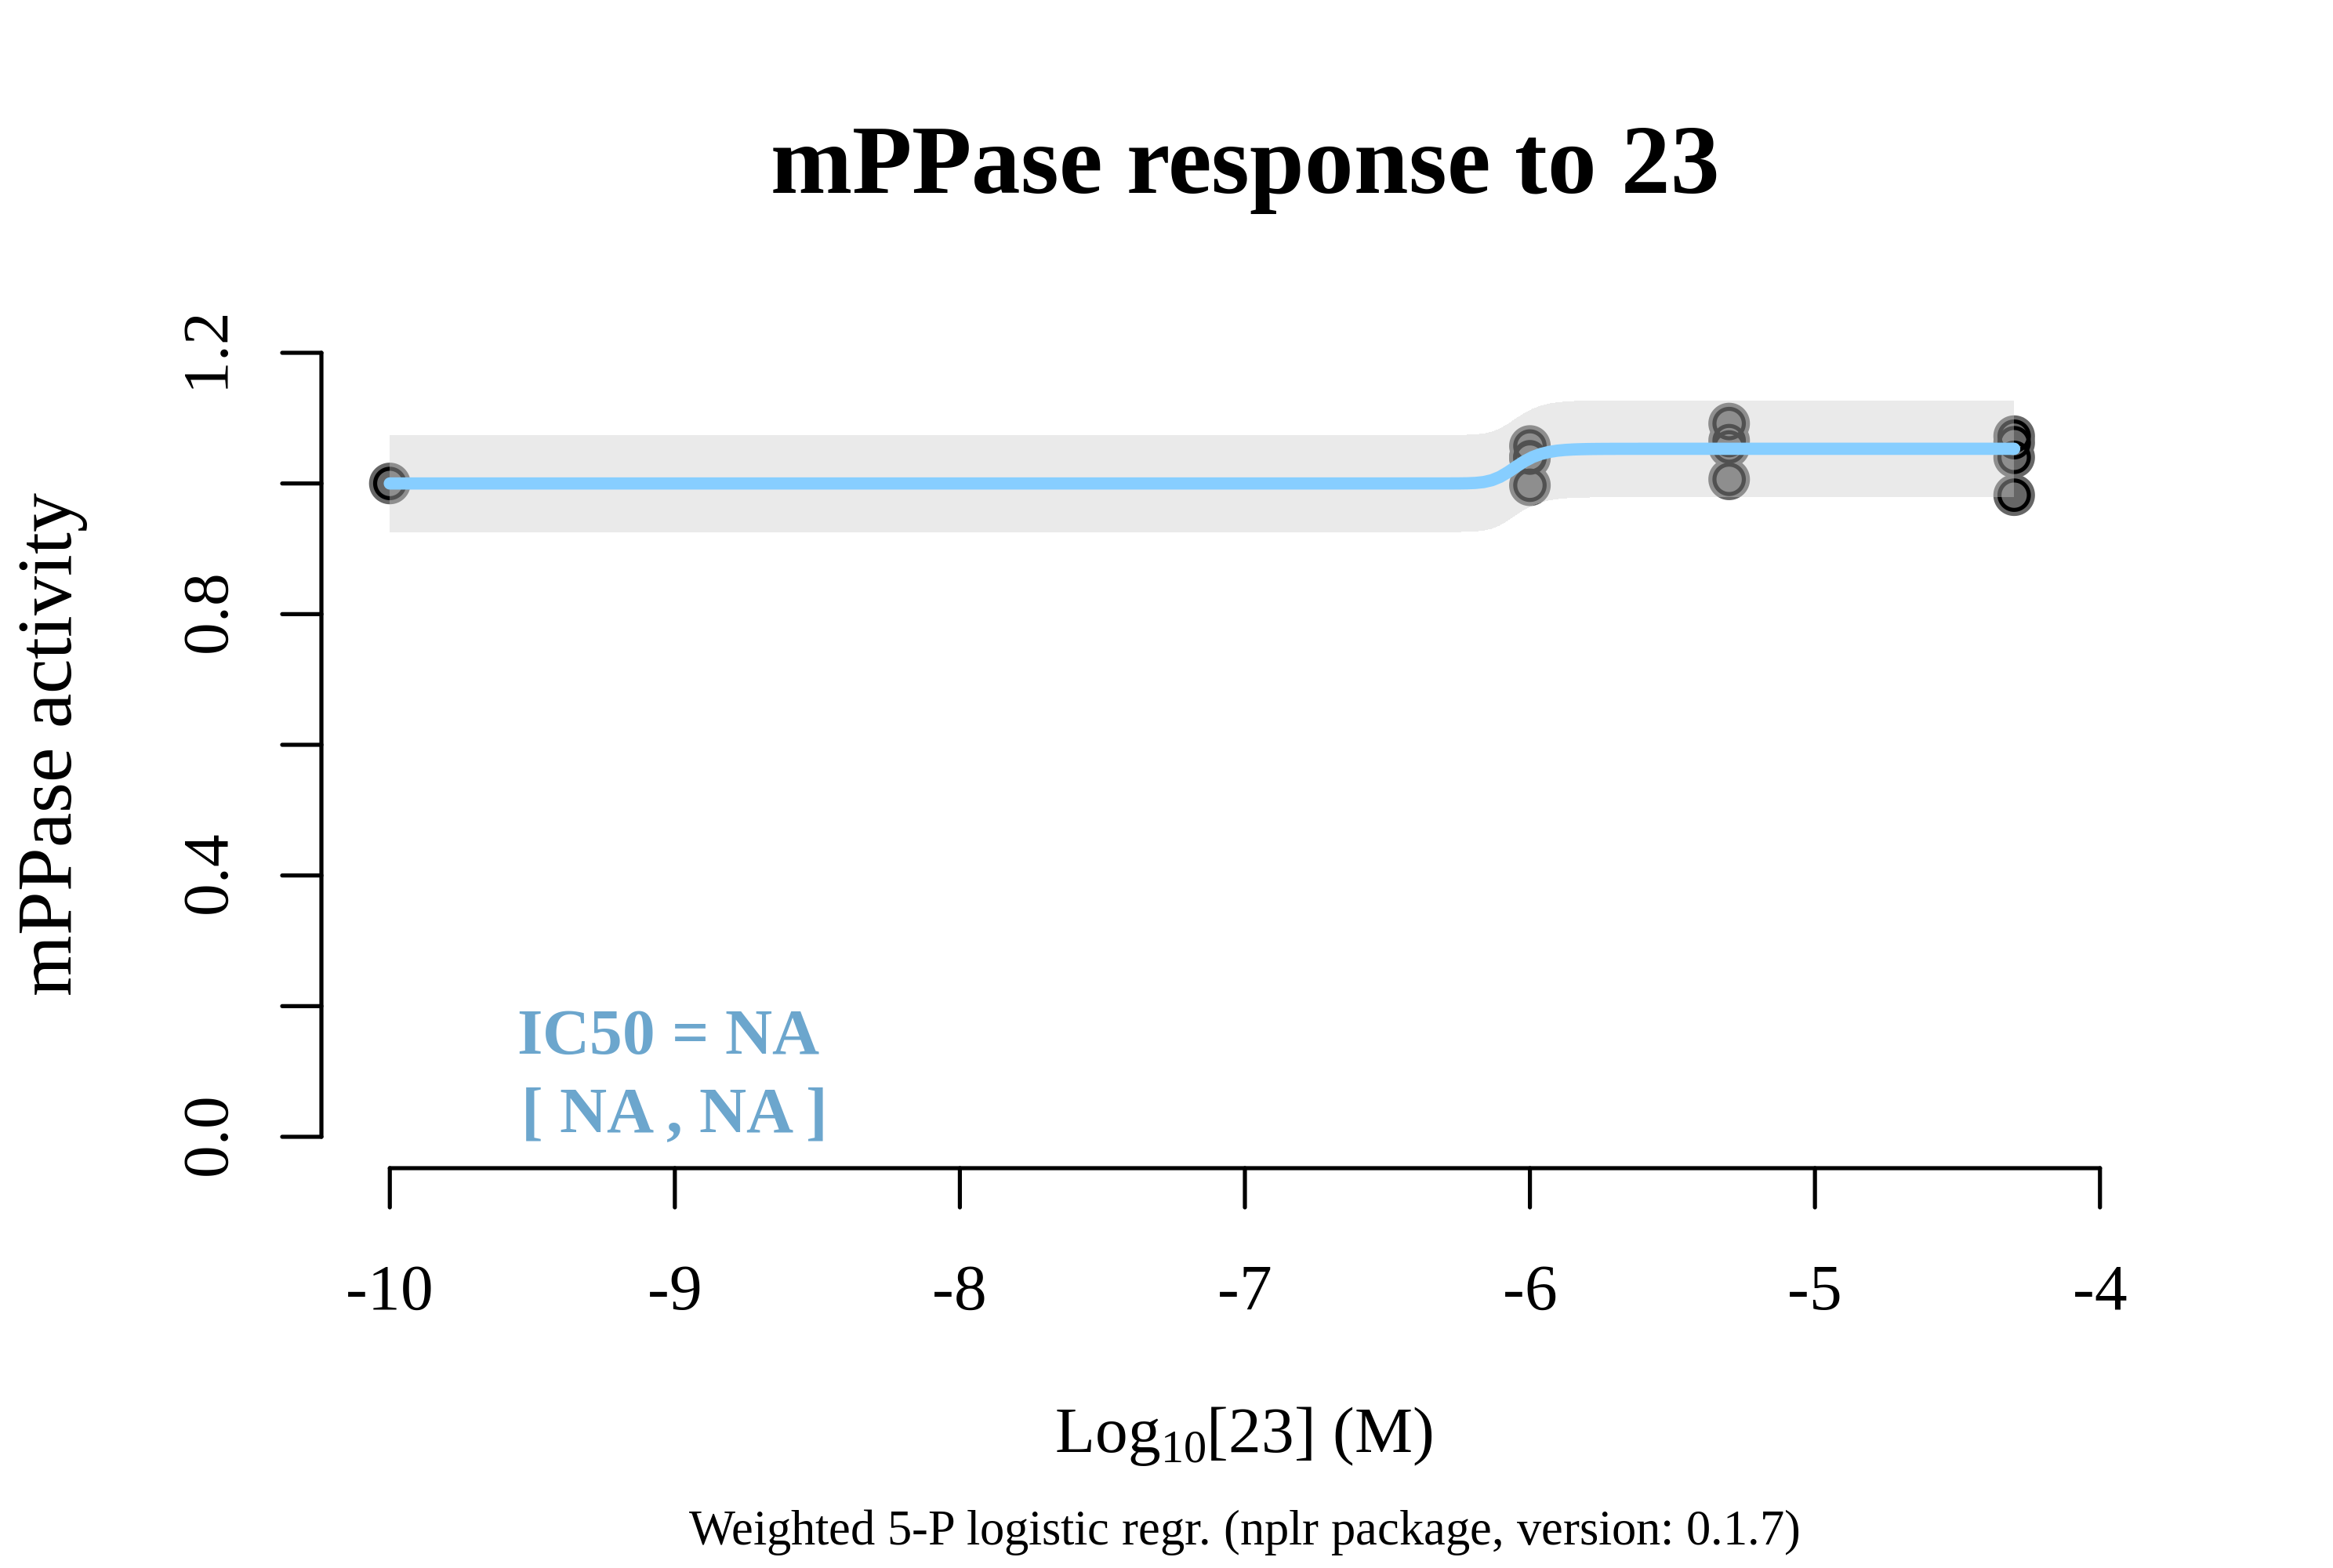 mPPase response to 23
mPPase activity
1.2
0.8
0.4
0.0
IC50 = NA
[ NA , NA ]
-10 -9 -8 -7 -6 -5 -4
Log10[23] (M)
Weighted 5-P logistic regr. (nplr package, version: 0.1.7)